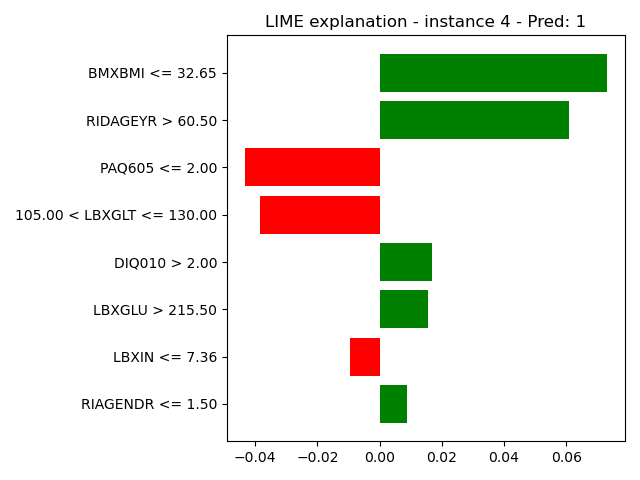 LIME explanation - instance 4 - Pred: 1
BMXBMI <= 32.65
RIDAGEYR > 60.50
PAQ605 <= 2.00
105.00 < LBXGLT <= 130.00
DIQ010 > 2.00
LBXGLU > 215.50
LBXIN <= 7.36
RIAGENDR <= 1.50
−0.04 −0.02 0.00 0.02 0.04 0.06